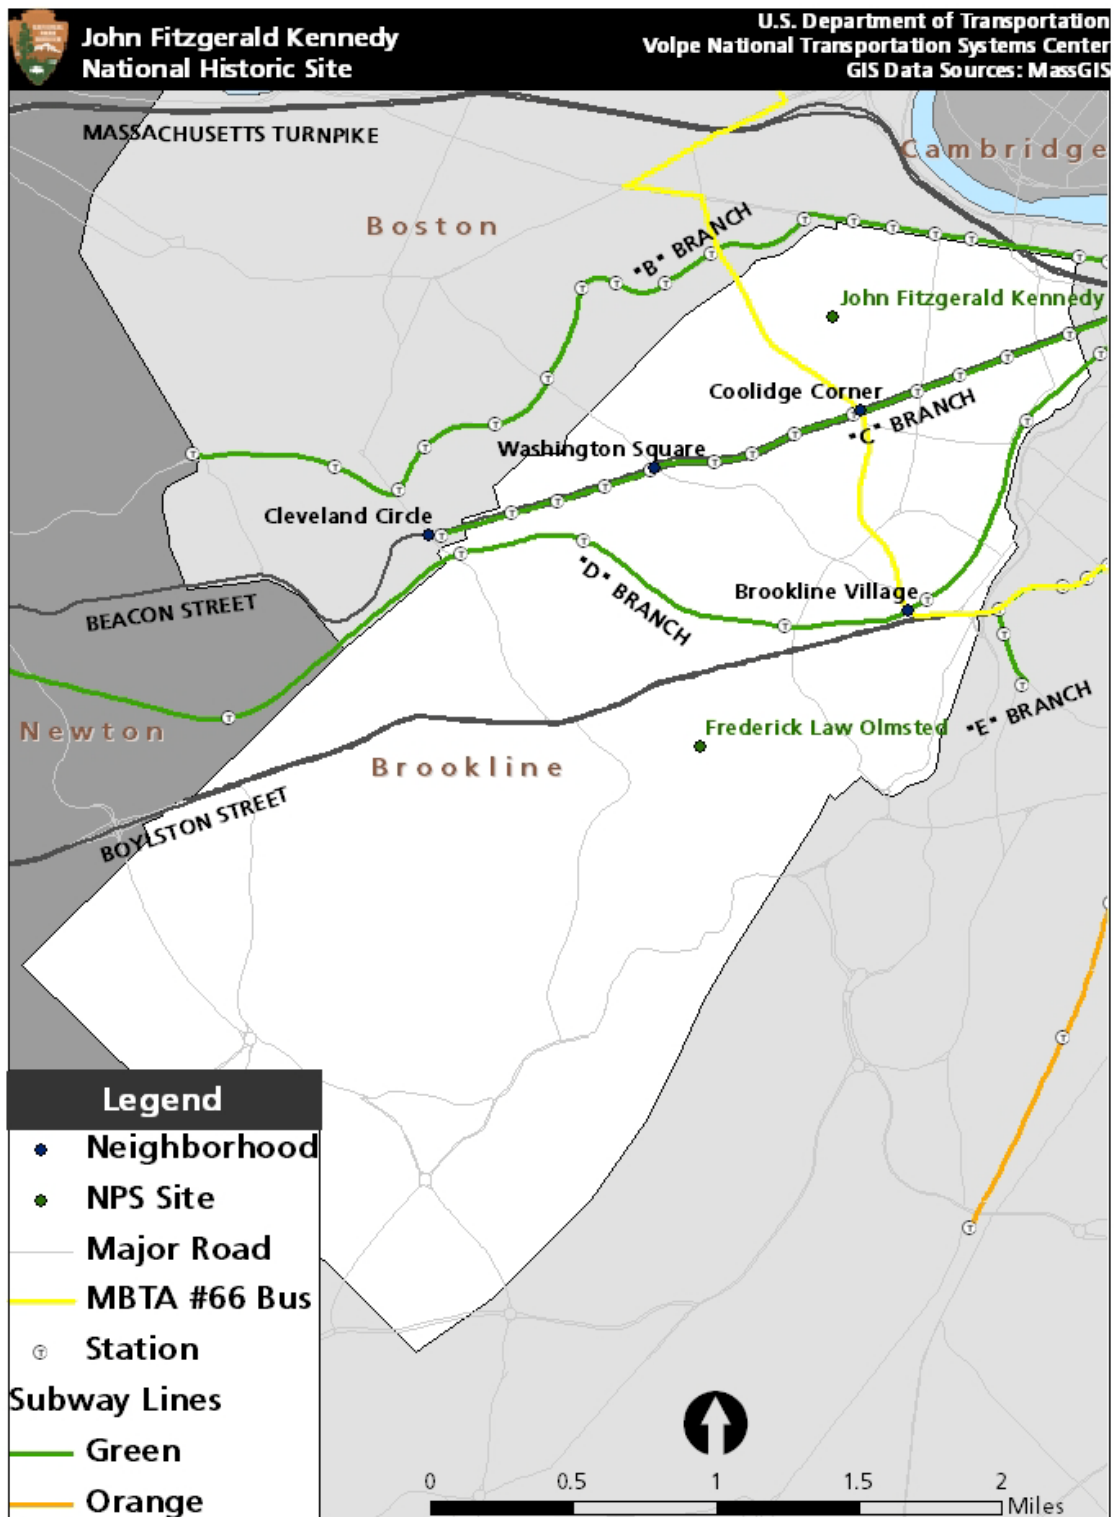 John Fitzgerald Kennedy
National Historic Site
U.S. Department of Transportation
Volpe National Transportation Systems Center
GIS Data Sources: MassGIS
MASSACHUSETTS TURNPIKE
Cambridge
Boston
"B" BRANCH
John Fitzgerald Kennedy
Coolidge Corner
"C" BRANCH
Washington Square
Cleveland Circle
"D" BRANCH
Brookline Village
BEACON STREET
"E" BRANCH
Newton
Frederick Law Olmsted
Brookline
BOYLSTON STREET
Legend
Neighborhood
NPS Site
Major Road
MBTA #66 Bus
Station
Subway Lines
Green
Orange
0 0.5 1 1.5 2
Miles